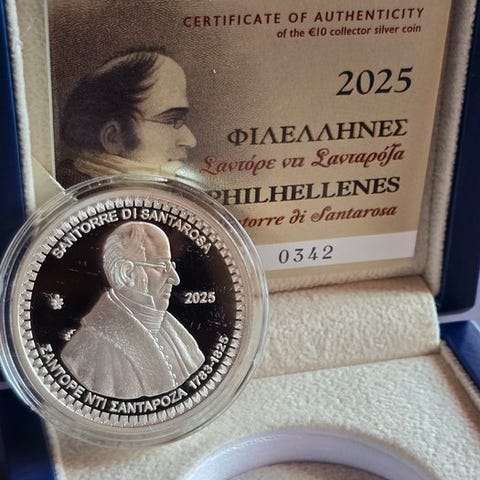 CERTIFICATE OF AUTHENTICITY
of the €10 collector silver coin
2025
ΦΙΛΕΛΛΗΝΕΣ
Σαντόρε ντι Σανταρόζα
PHILHELLENES
torre di Santarosa
0342
SANTORRE DI SANTAROSA
2025
ΣΑΝΤΟΡΕ ΝΤΙ ΣΑΝΤΑΡΟΖΑ 1783-1825